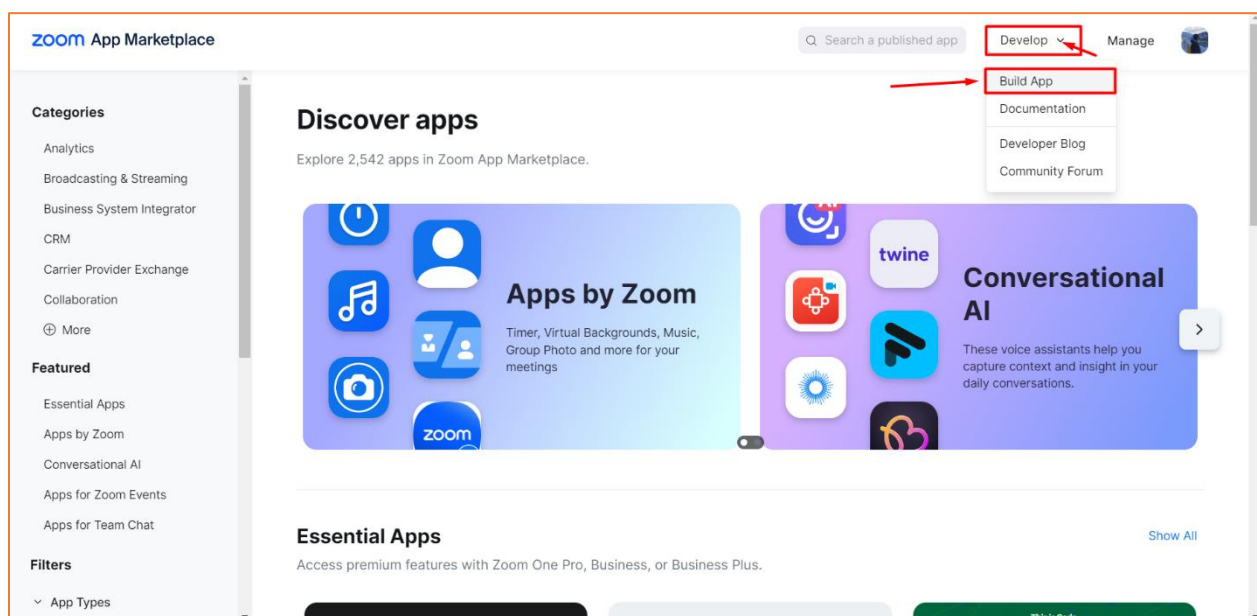 zoom App Marketplace
Search a published app
Develop
Manage
Build App
Documentation
Developer Blog
Community Forum
Categories
Analytics
Broadcasting & Streaming
Business System Integrator
CRM
Carrier Provider Exchange
Collaboration
More
Featured
Essential Apps
Apps by Zoom
Conversational AI
Apps for Zoom Events
Apps for Team Chat
Filters
App Types
Discover apps
Explore 2,542 apps in Zoom App Marketplace.
zoom
Apps by Zoom
Timer, Virtual Backgrounds, Music,
Group Photo and more for your
meetings
twine
Conversational
AI
These voice assistants help you
capture context and insight in your
daily conversations.
Essential Apps
Show All
Access premium features with Zoom One Pro, Business, or Business Plus.